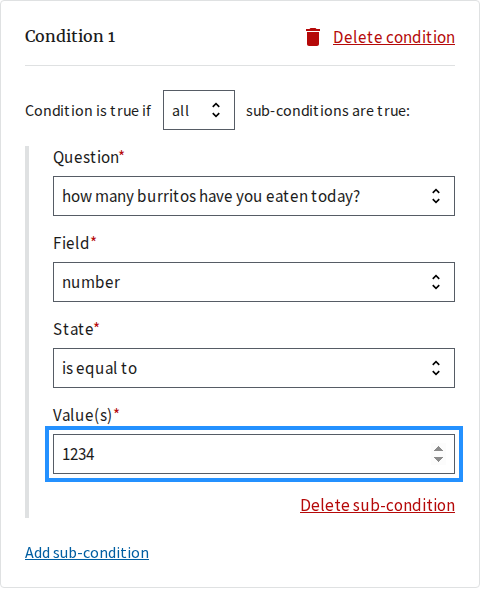 Condition 1
Delete condition
Condition is true if all sub-conditions are true:
Question*
how many burritos have you eaten today?
Field*
number
State*
is equal to
Value(s)*
1234
Delete sub-condition
Add sub-condition